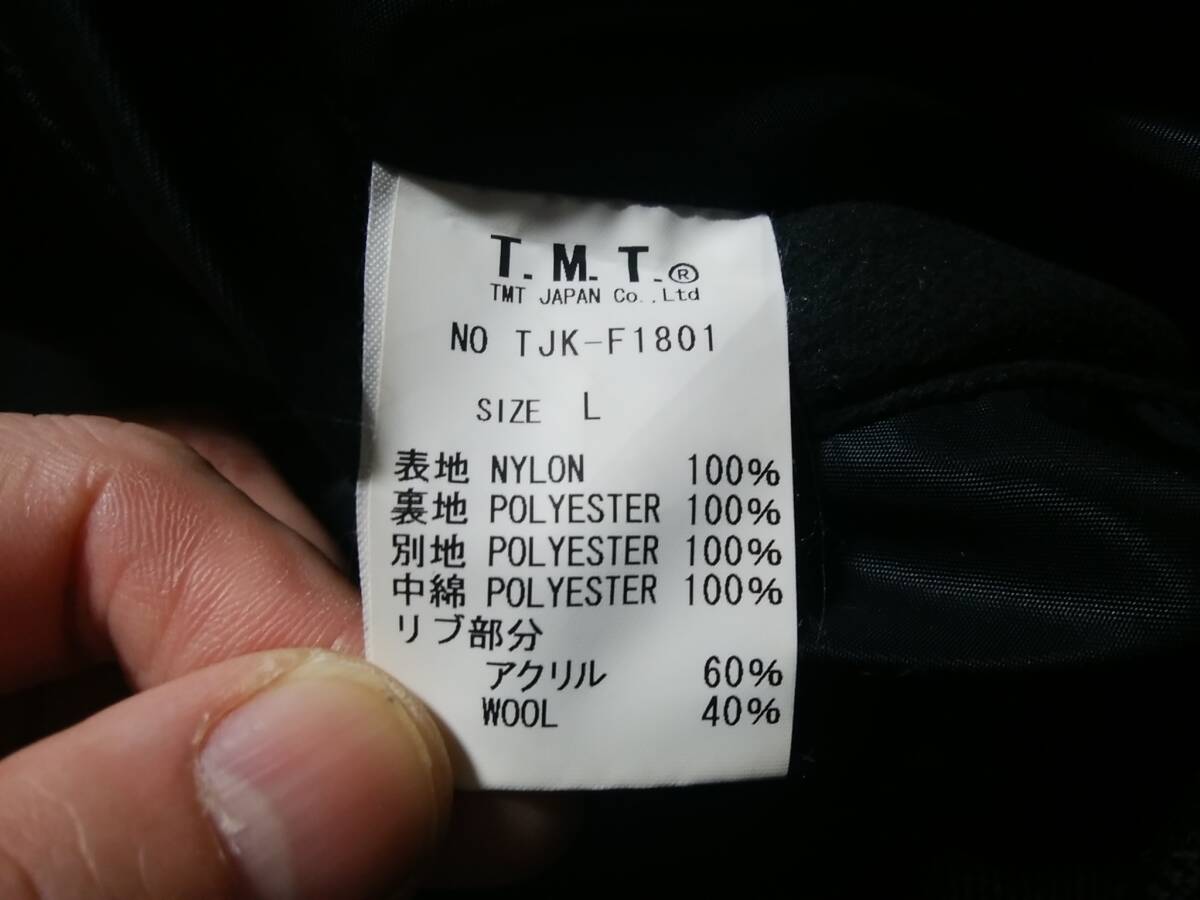 T.M.T.®
TMT JAPAN Co.,Ltd
NO TJK-F1801
SIZE L
表地 NYLON 100%
裏地 POLYESTER 100%
別地 POLYESTER 100%
中綿 POLYESTER 100%
リブ部分
アクリル 60%
WOOL 40%